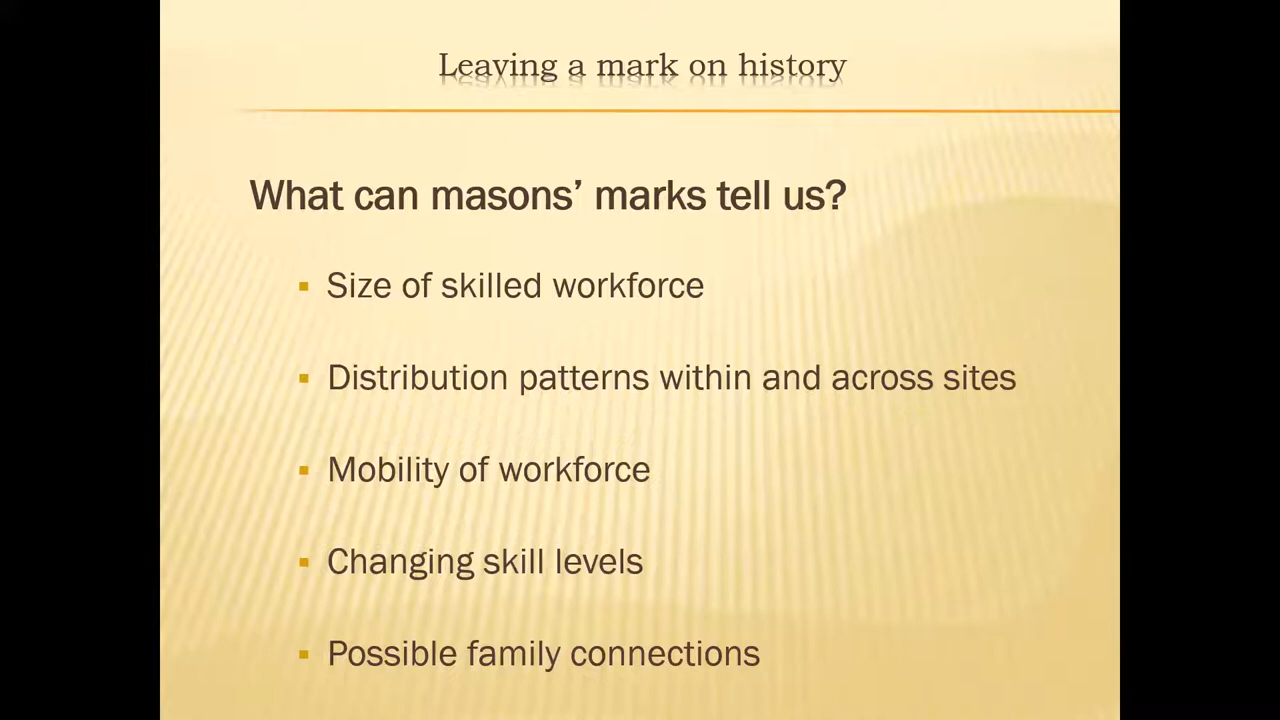 Leaving a mark on history
What can masons’ marks tell us?
▪ Size of skilled workforce
▪ Distribution patterns within and across sites
▪ Mobility of workforce
▪ Changing skill levels
▪ Possible family connections